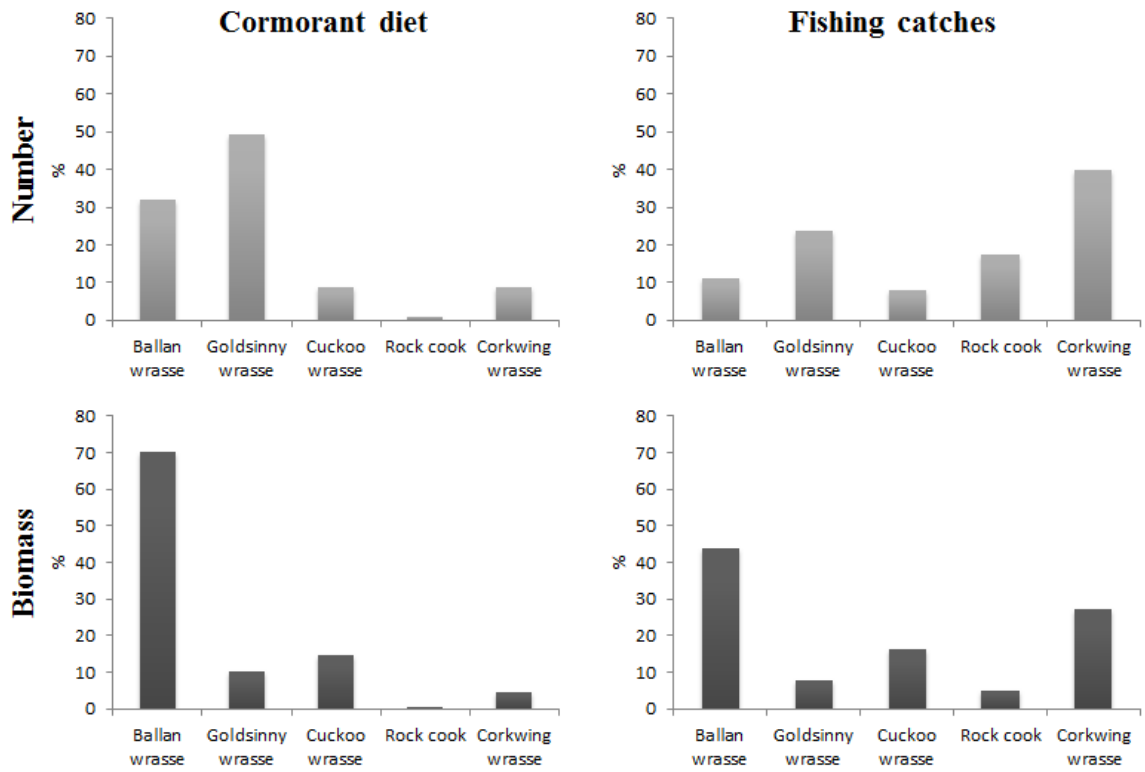 Cormorant diet
Fishing catches
Number
%
80
70
60
50
40
30
20
10
0
Ballan wrasse
Goldsinny wrasse
Cuckoo wrasse
Rock cook
Corkwing wrasse
%
80
70
60
50
40
30
20
10
0
Ballan wrasse
Goldsinny wrasse
Cuckoo wrasse
Rock cook
Corkwing wrasse
Biomass
%
80
70
60
50
40
30
20
10
0
Ballan wrasse
Goldsinny wrasse
Cuckoo wrasse
Rock cook
Corkwing wrasse
%
80
70
60
50
40
30
20
10
0
Ballan wrasse
Goldsinny wrasse
Cuckoo wrasse
Rock cook
Corkwing wrasse